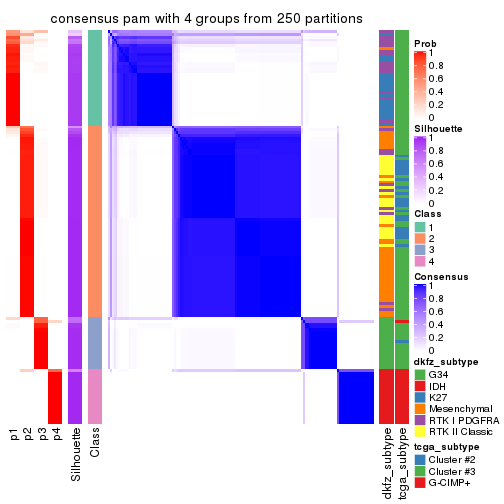 consensus pam with 4 groups from 250 partitions
Prob
1
0.8
0.6
0.4
0.2
0
Silhouette
1
0.8
0.6
0.4
0.2
0
Class
1
2
3
4
Consensus
1
0.8
0.6
0.4
0.2
0
dkfz_subtype
G34
IDH
K27
Mesenchymal
RTK I PDGFRA
RTK II Classic
tcga_subtype
Cluster #2
Cluster #3
G-CIMP+
p1
p2
p3
p4
Silhouette
Class
dkfz_subtype
tcga_subtype